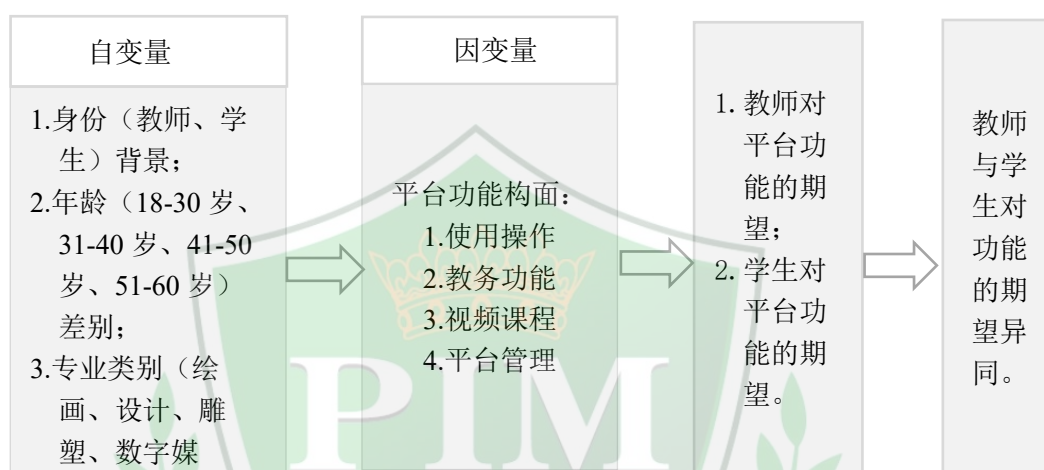 自变量
1.身份（教师、学
生）背景；
2.年龄（18-30 岁、
31-40 岁、41-50
岁、51-60 岁）
差别；
3.专业类别（绘
画、设计、雕
塑、数字媒
因变量
平台功能构面：
1.使用操作
2.教务功能
3.视频课程
4.平台管理
1. 教师对
平台功
能的期
望；
2. 学生对
平台功
能的期
望。
教师
与学
生对
功能
的期
望异
同。
PIM